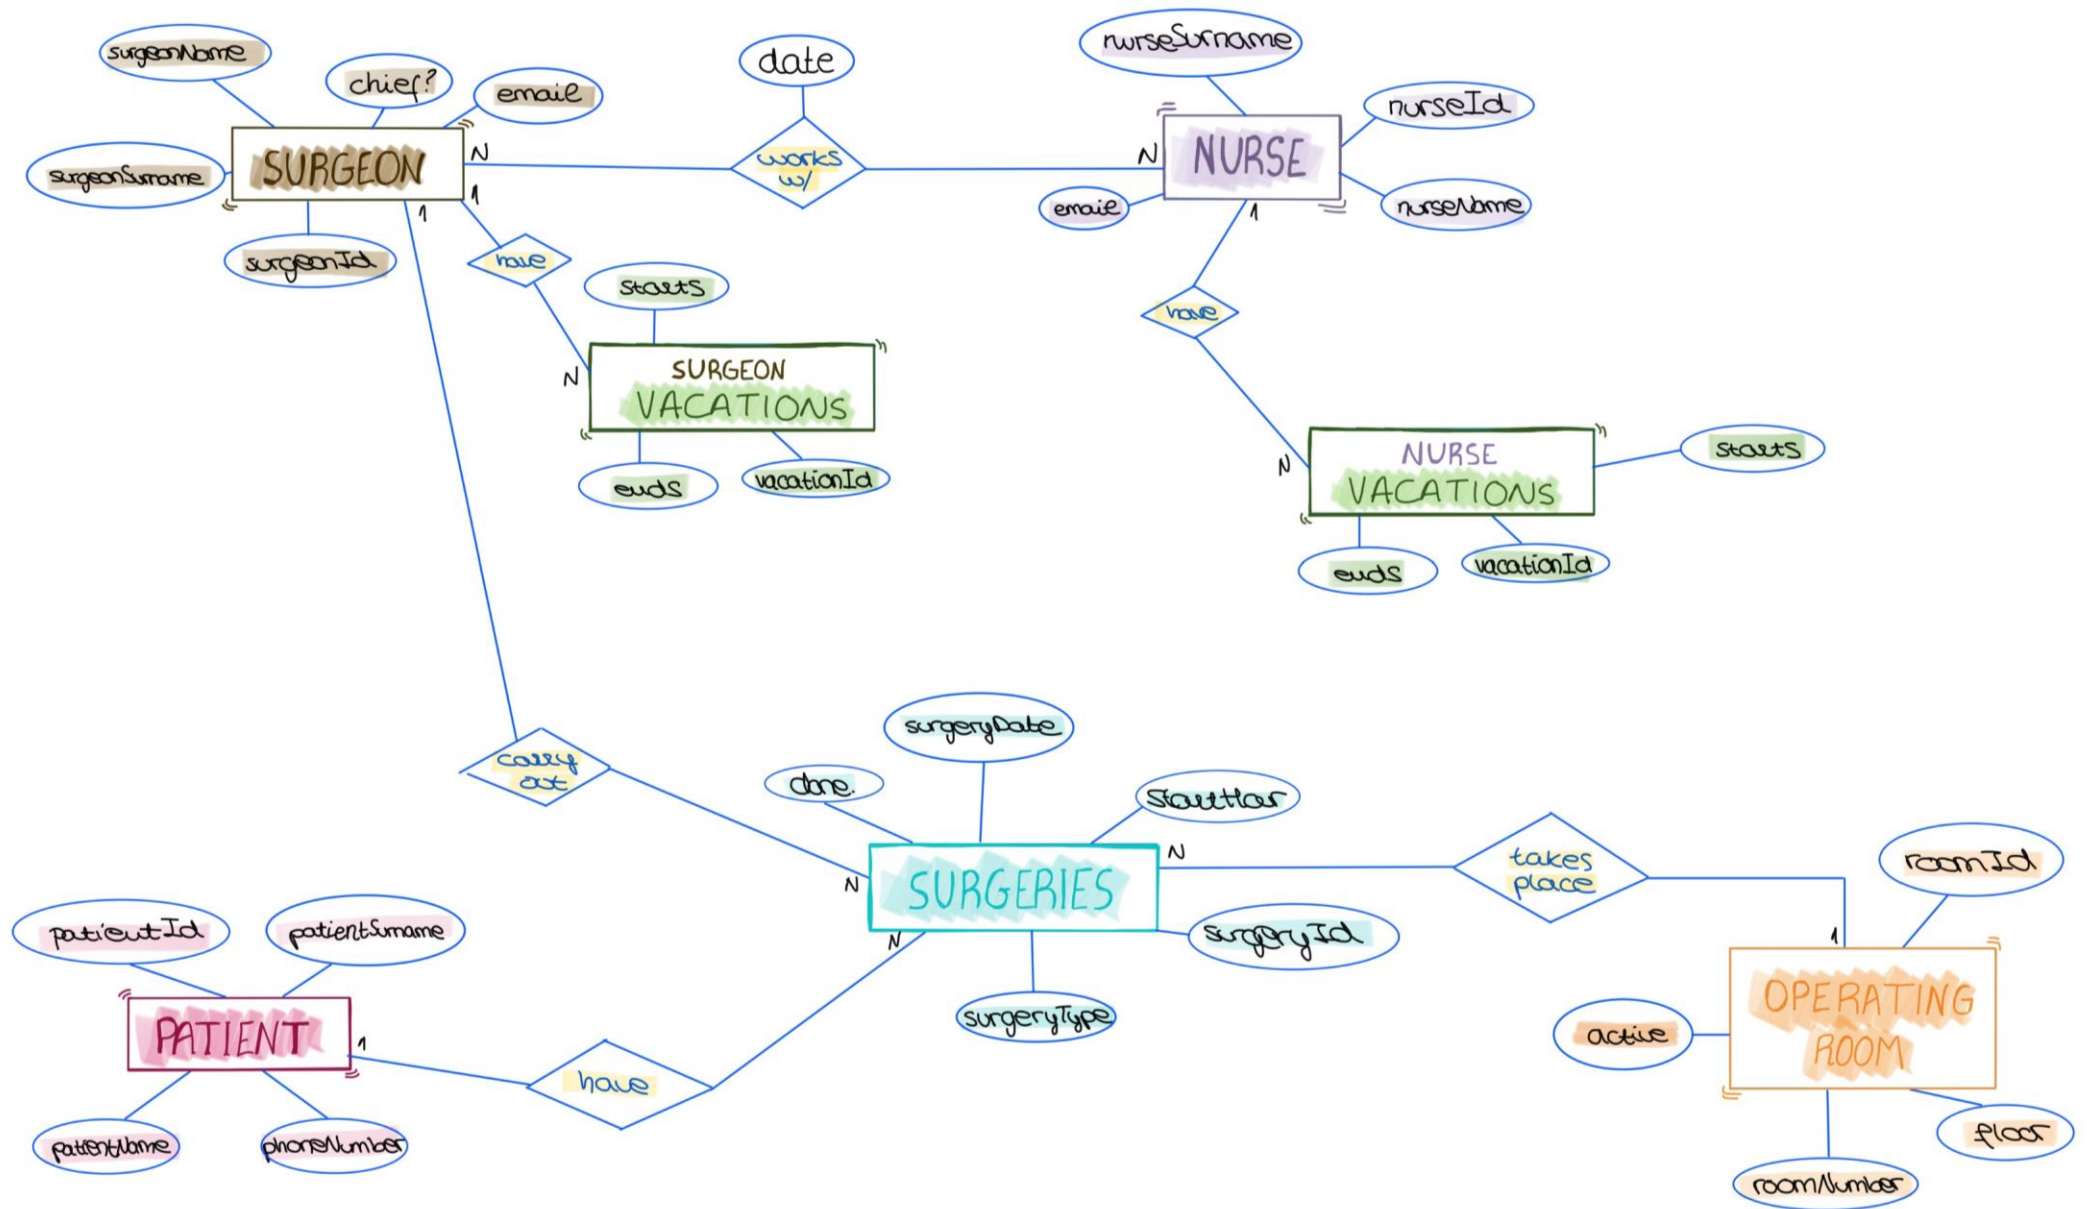 surgeonName
chief?
email
date
nurseSurname
nurseId
SURGEON
N
works
w/
N
NURSE
surgeonSurname
1
1
email
1
nurseName
surgeonId
have
starts
have
SURGEON
VACATIONS
N
ends
vacationId
NURSE
VACATIONS
N
starts
ends
vacationId
surgeryDate
carry
out
done.
startHour
N
N
takes
place
roomId
SURGERIES
patientId
patientSurname
N
surgeryId
1
PATIENT
1
surgeryType
OPERATING
ROOM
active
have
patientName
phoneNumber
floor
roomNumber